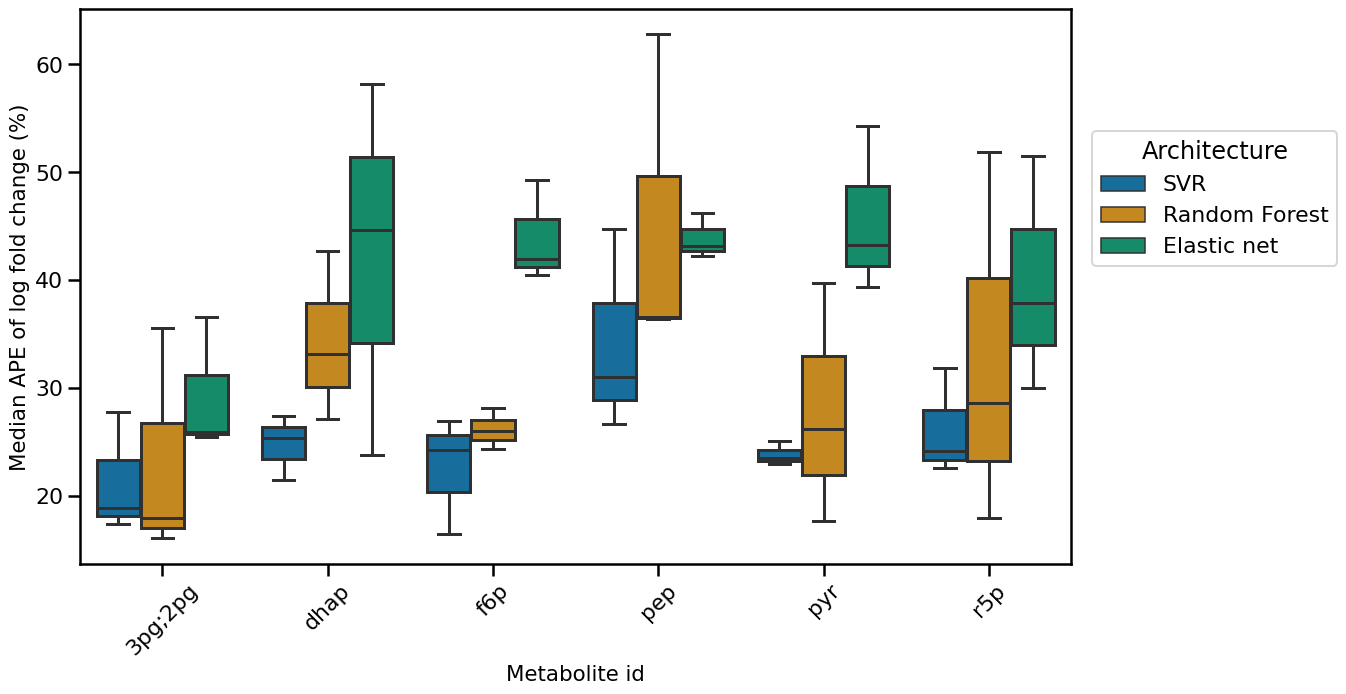 Median APE of log fold change (%)
60
50
40
30
20
3pg;2pg
dhap
f6p
pep
pyr
r5p
Metabolite id
Architecture
SVR
Random Forest
Elastic net